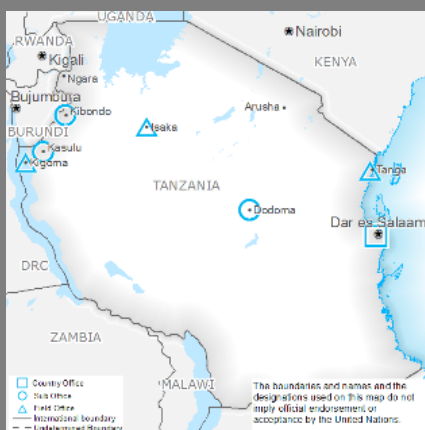 UGANDA
Nairobi
RWANDA
Kigali
KENYA
Ngara
Bujumbura
Kibondo
Arusha
Isaka
BURUNDI
Kasulu
Kigoma
Tanga
TANZANIA
Dodoma
Dar es Salaam
DRC
ZAMBIA
MALAWI
Country Office
Sub Office
Field Office
International boundary
Undetermined Boundary
The boundaries and names and the
designations used on this map do not
imply official endorsement or
acceptance by the United Nations.